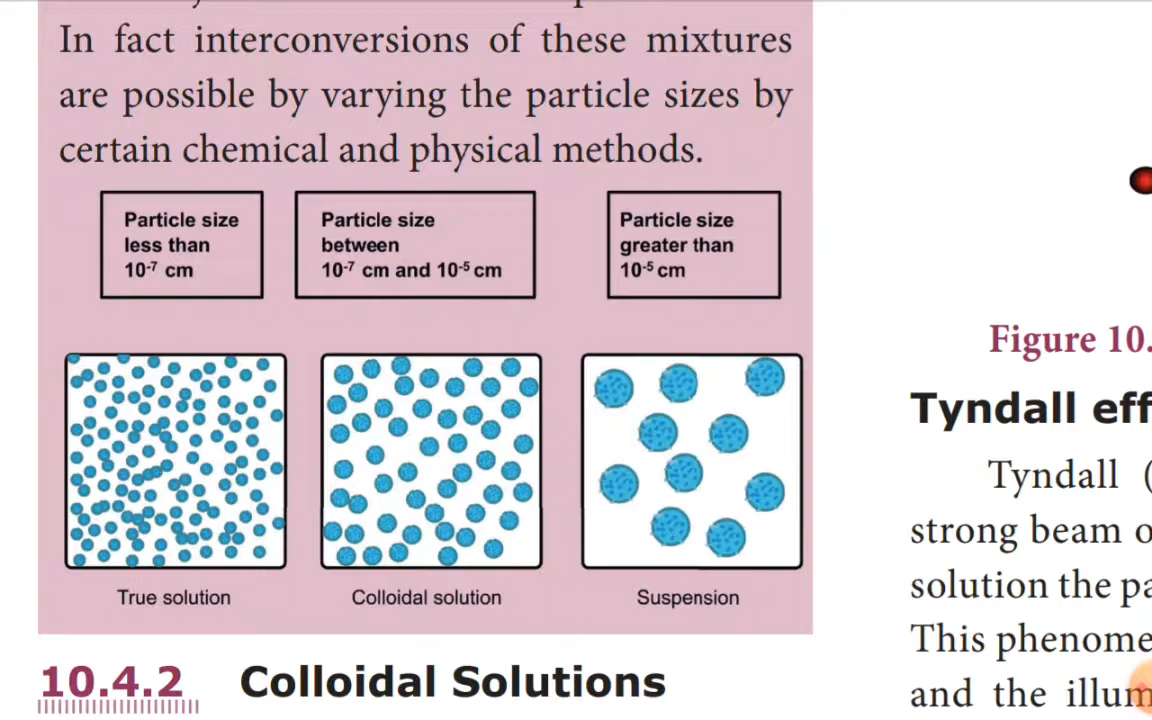 In fact interconversions of these mixtures
are possible by varying the particle sizes by
certain chemical and physical methods.
Particle size
less than
10⁻⁷ cm
Particle size
between
10⁻⁷ cm and 10⁻⁵ cm
Particle size
greater than
10⁻⁵ cm
True solution
Colloidal solution
Suspension
10.4.2 Colloidal Solutions
Figure 10.
Tyndall eff
Tyndall (
strong beam o
solution the pa
This phenome
and the illum